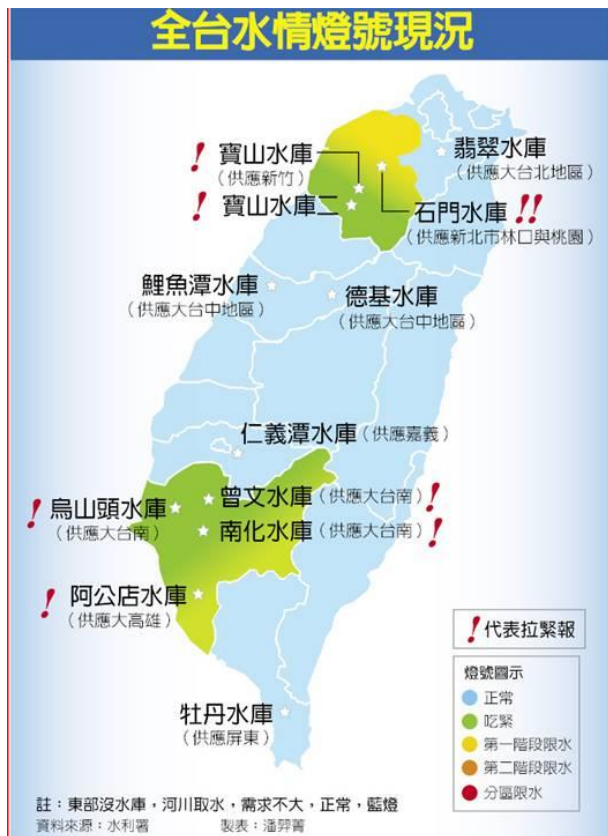 全台水情燈號現況
! 寶山水庫
(供應新竹)
! 寶山水庫二
翡翠水庫
(供應大台北地區)
石門水庫 !!
(供應新北市林口與桃園)
鯉魚潭水庫
(供應大台中地區)
德基水庫
(供應大台中地區)
仁義潭水庫(供應嘉義)
! 烏山頭水庫
(供應大台南)
曾文水庫(供應大台南) !
南化水庫(供應大台南) !
! 阿公店水庫
(供應大高雄)
牡丹水庫
(供應屏東)
!代表拉緊報
燈號圖示
正常
吃緊
第一階段限水
第二階段限水
分區限水
註:東部沒水庫,河川取水,需求不大,正常,藍燈
資料來源:水利署 製表:潘羿菁